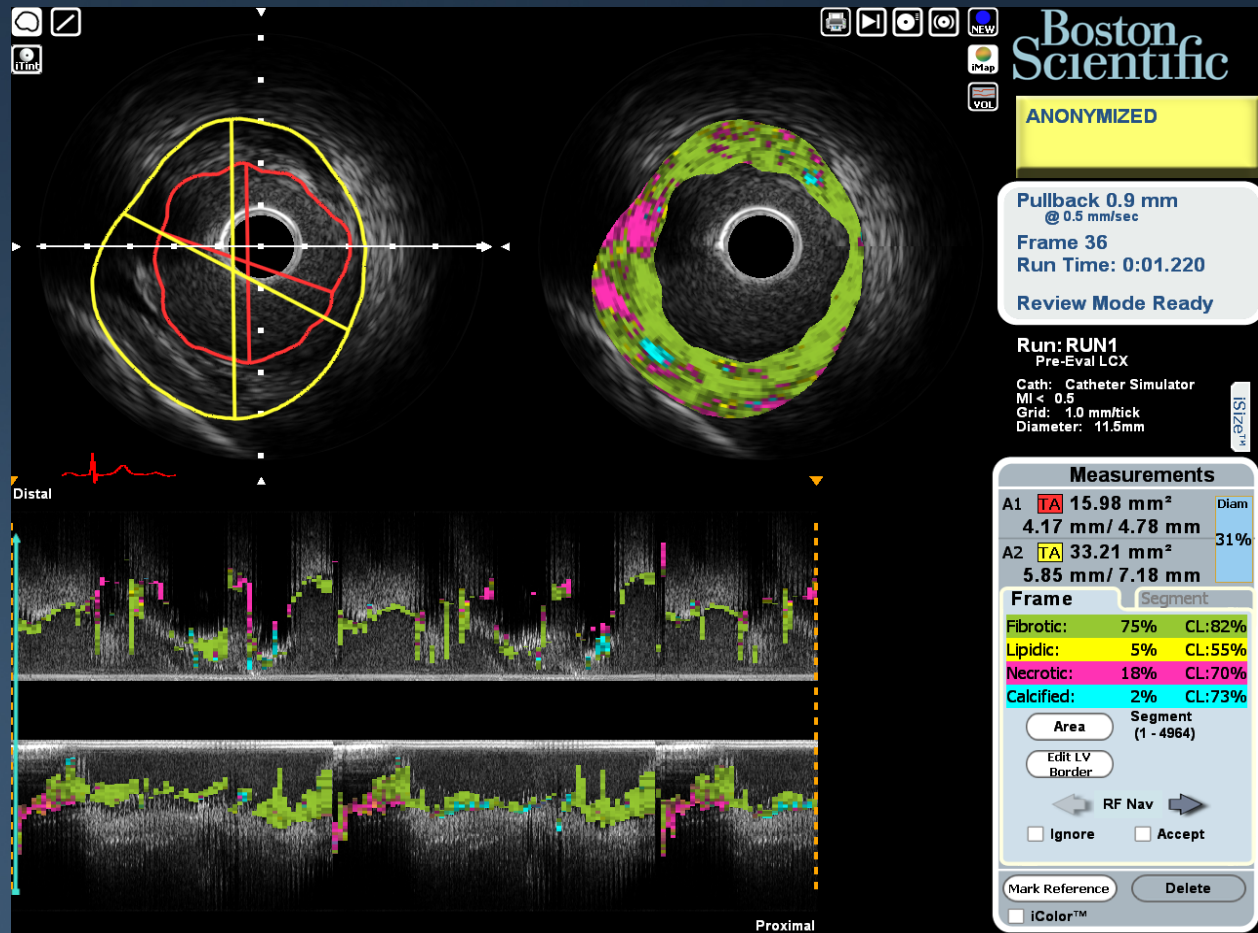 iTint
NEW
iMap
VOL
Boston
Scientific
ANONYMIZED
Pullback 0.9 mm
@ 0.5 mm/sec
Frame 36
Run Time: 0:01.220
Review Mode Ready
Run: RUN1
Pre-Eval LCX
Cath: Catheter Simulator
MI < 0.5
Grid: 1.0 mm/tick
Diameter: 11.5mm
iSize™
Distal
Proximal
Measurements
A1 TA 15.98 mm² Diam
4.17 mm/ 4.78 mm
31%
A2 TA 33.21 mm²
5.85 mm/ 7.18 mm
Frame Segment
Fibrotic: 75% CL:82%
Lipidic: 5% CL:55%
Necrotic: 18% CL:70%
Calcified: 2% CL:73%
Area Segment
(1 - 4964)
Edit LV
Border
RF Nav
Ignore Accept
Mark Reference Delete
iColor™